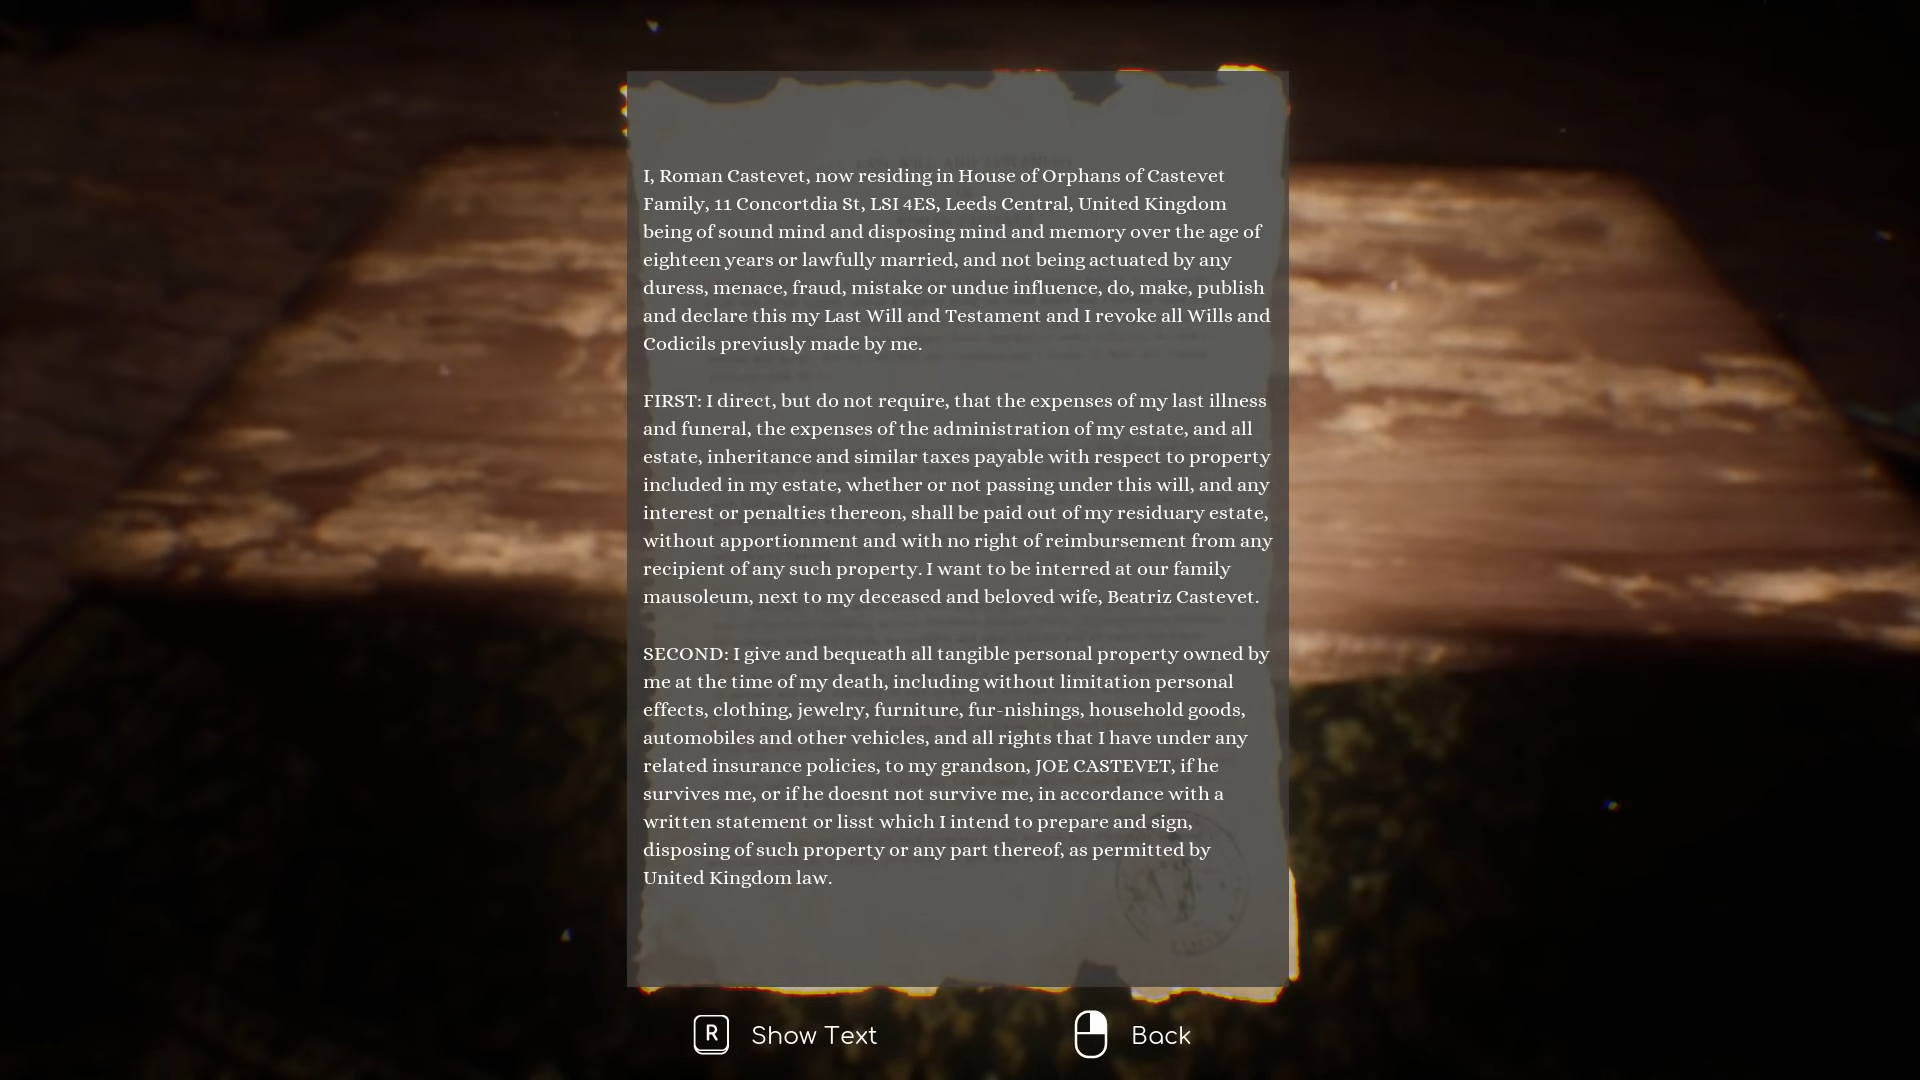 I, Roman Castevet, now residing in House of Orphans of Castevet
Family, 11 Concortdia St, LSI 4ES, Leeds Central, United Kingdom
being of sound mind and disposing mind and memory over the age of
eighteen years or lawfully married, and not being actuated by any
duress, menace, fraud, mistake or undue influence, do, make, publish
and declare this my Last Will and Testament and I revoke all Wills and
Codicils previusly made by me.
FIRST: I direct, but do not require, that the expenses of my last illness
and funeral, the expenses of the administration of my estate, and all
estate, inheritance and similar taxes payable with respect to property
included in my estate, whether or not passing under this will, and any
interest or penalties thereon, shall be paid out of my residuary estate,
without apportionment and with no right of reimbursement from any
recipient of any such property. I want to be interred at our family
mausoleum, next to my deceased and beloved wife, Beatriz Castevet.
SECOND: I give and bequeath all tangible personal property owned by
me at the time of my death, including without limitation personal
effects, clothing, jewelry, furniture, fur-nishings, household goods,
automobiles and other vehicles, and all rights that I have under any
related insurance policies, to my grandson, JOE CASTEVET, if he
survives me, or if he doesnt not survive me, in accordance with a
written statement or lisst which I intend to prepare and sign,
disposing of such property or any part thereof, as permitted by
United Kingdom law.
R Show Text Back